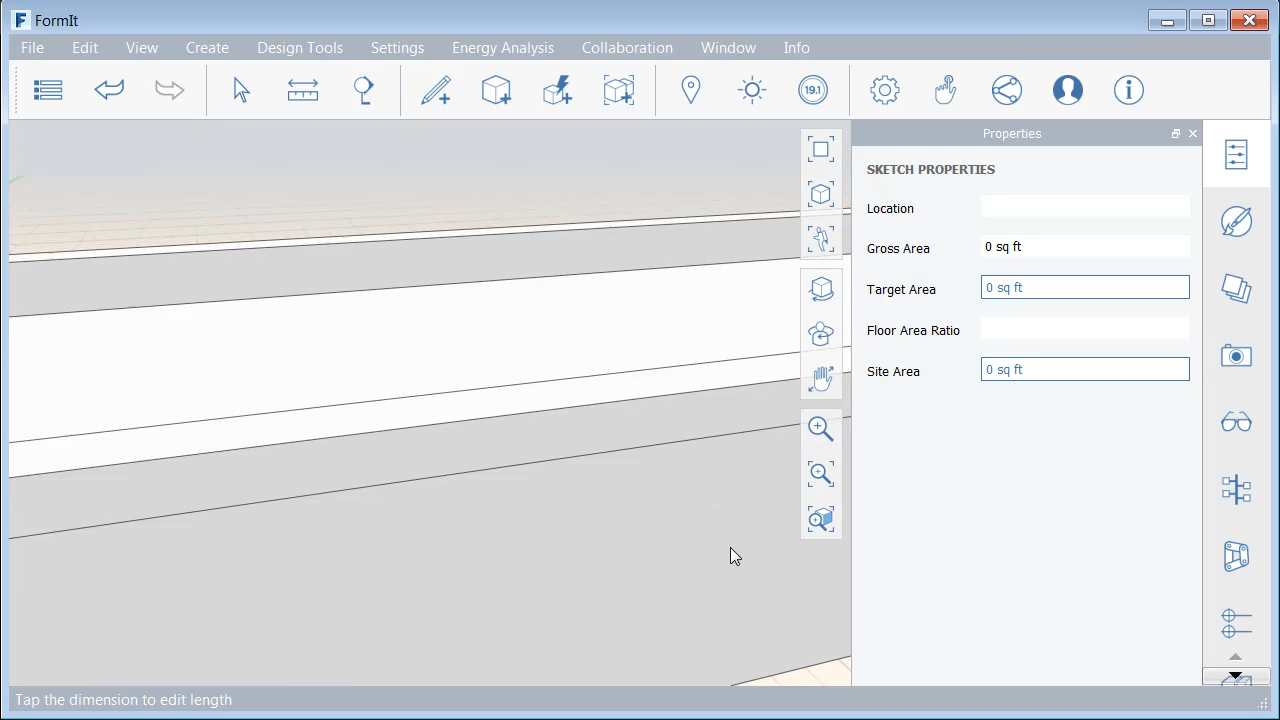 FormIt
File Edit View Create Design Tools Settings Energy Analysis Collaboration Window Info
19.1
Properties
SKETCH PROPERTIES
Location
Gross Area 0 sq ft
Target Area 0 sq ft
Floor Area Ratio
Site Area 0 sq ft
Tap the dimension to edit length